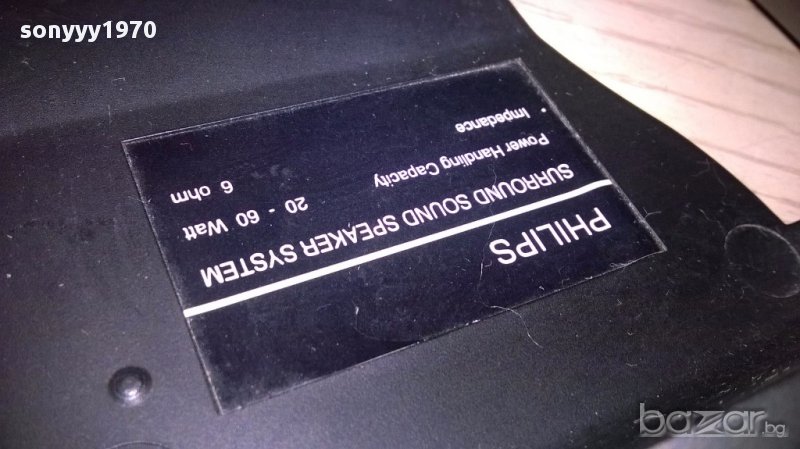 sonyyy1970
PHILIPS
SURROUND SOUND SPEAKER SYSTEM
Power Handling Capacity 20 - 60 Watt
Impedance 6 ohm
bazar.bg